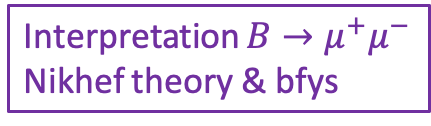 Interpretation B → μ⁺μ⁻
Nikhef theory & bfys